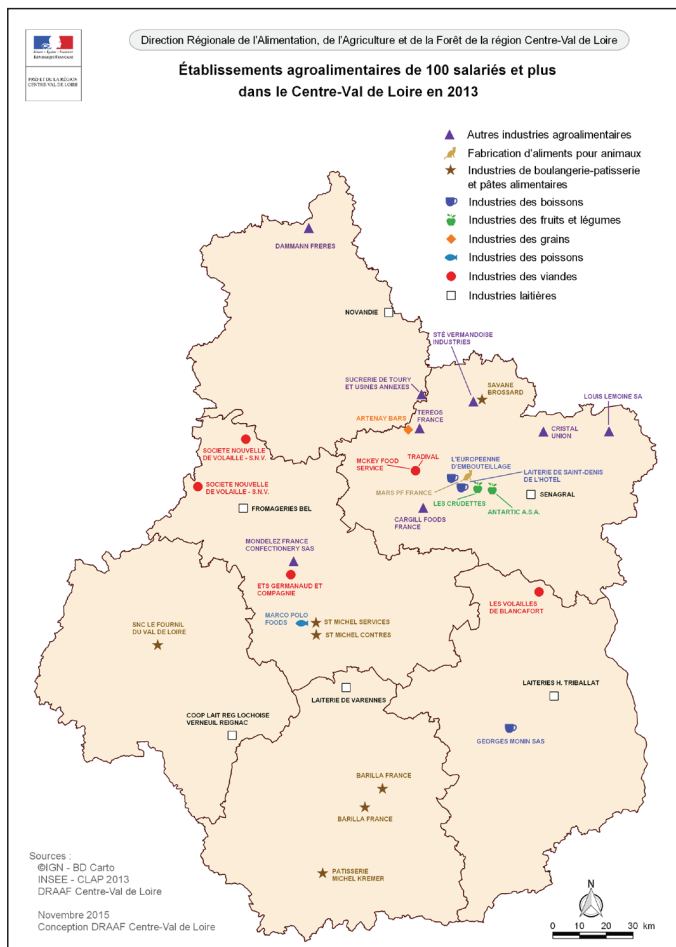 Direction Régionale de l'Alimentation, de l'Agriculture et de la Forêt de la région Centre-Val de Loire
PRÉFET DE LA RÉGION
CENTRE-VAL DE LOIRE
Établissements agroalimentaires de 100 salariés et plus
dans le Centre-Val de Loire en 2013
Autres industries agroalimentaires
Fabrication d'aliments pour animaux
Industries de boulangerie-patisserie
et pâtes alimentaires
Industries des boissons
Industries des fruits et légumes
Industries des grains
Industries des poissons
Industries des viandes
Industries laitières
DAMMANN FRERES
NOVANDIE
STÉ VERMANDOISE
INDUSTRIES
SUCRERIE DE TOURY
ET USINES ANNEXES
SAVANE
BROSSARD
LOUIS LEMOINE SA
ARTENAY BARS
TEREOS
FRANCE
CRISTAL
UNION
SOCIETE NOUVELLE
DE VOLAILLE - S.N.V.
MCKEY FOOD
SERVICE
TRADIVAL
L'EUROPEENNE
D'EMBOUTEILLAGE
LAITERIE DE SAINT-DENIS
DE L'HOTEL
SOCIETE NOUVELLE
DE VOLAILLE - S.N.V.
MARS PF FRANCE
LES CRUDETTES
SENAGRAL
ANTARTIC A.S.A.
FROMAGERIES BEL
CARGILL FOODS
FRANCE
MONDELEZ FRANCE
CONFECTIONERY SAS
ETS GERMANAUD ET
COMPAGNIE
LES VOLAILLES
DE BLANCAFORT
MARCO POLO
FOODS
ST MICHEL SERVICES
ST MICHEL CONTRES
SNC LE FOURNIL
DU VAL DE LOIRE
LAITERIE DE VARENNES
LAITERIES H. TRIBALLAT
COOP LAIT REG LOCHOISE
VERNEUIL REIGNAC
GEORGES MONIN SAS
BARILLA FRANCE
BARILLA FRANCE
PATISSERIE
MICHEL KREMER
Sources :
©IGN - BD Carto
INSEE - CLAP 2013
DRAAF Centre-Val de Loire
Novembre 2015
Conception DRAAF Centre-Val de Loire
N
0 10 20 30 km